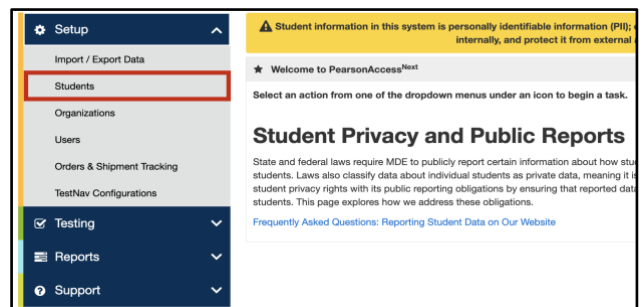 Setup
Import / Export Data
Students
Organizations
Users
Orders & Shipment Tracking
TestNav Configurations
Testing
Reports
Support
Student information in this system is personally identifiable information (PII);
internally, and protect it from external
Welcome to PearsonAccessNext
Select an action from one of the dropdown menus under an icon to begin a task.
Student Privacy and Public Reports
State and federal laws require MDE to publicly report certain information about how
students. Laws also classify data about individual students as private data, meaning it
student privacy rights with its public reporting obligations by ensuring that reported data
students. This page explores how we address these obligations.
Frequently Asked Questions: Reporting Student Data on Our Website